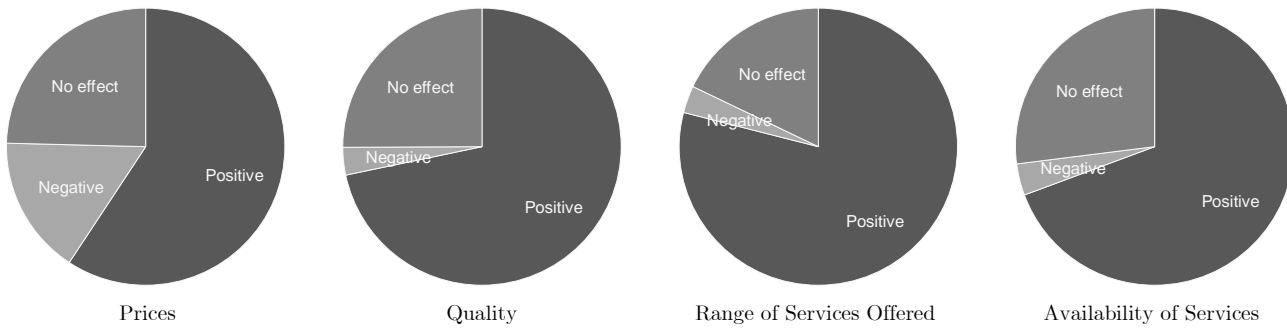 No effect
Negative
Positive
Prices
No effect
Negative
Positive
Quality
No effect
Negative
Positive
Range of Services Offered
No effect
Negative
Positive
Availability of Services